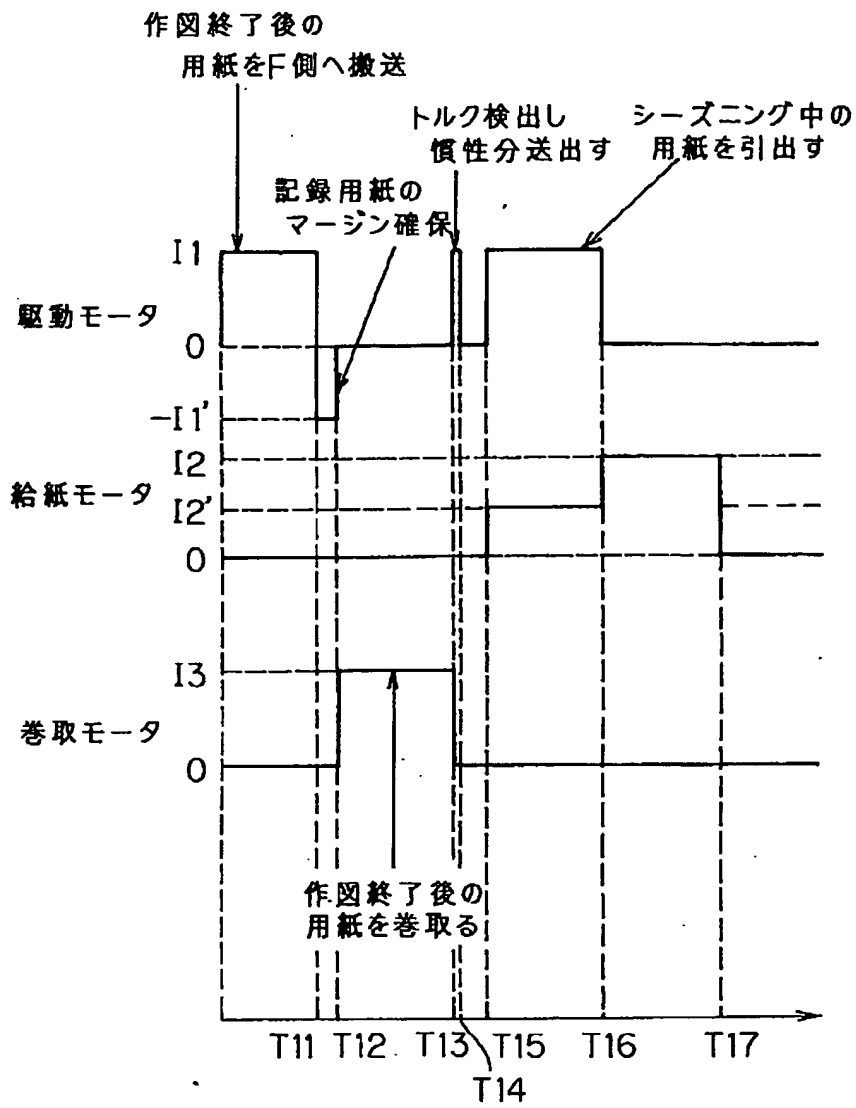 作図終了後の
用紙をF側へ搬送
トルク検出し
慣性分送出す
シーズニング中の
用紙を引出す
記録用紙の
マージン確保
I1
駆動モータ
0
-I1'
I2
給紙モータ
I2'
0
I3
巻取モータ
0
作図終了後の
用紙を巻取る
T11 T12 T13 T15 T16 T17
T14